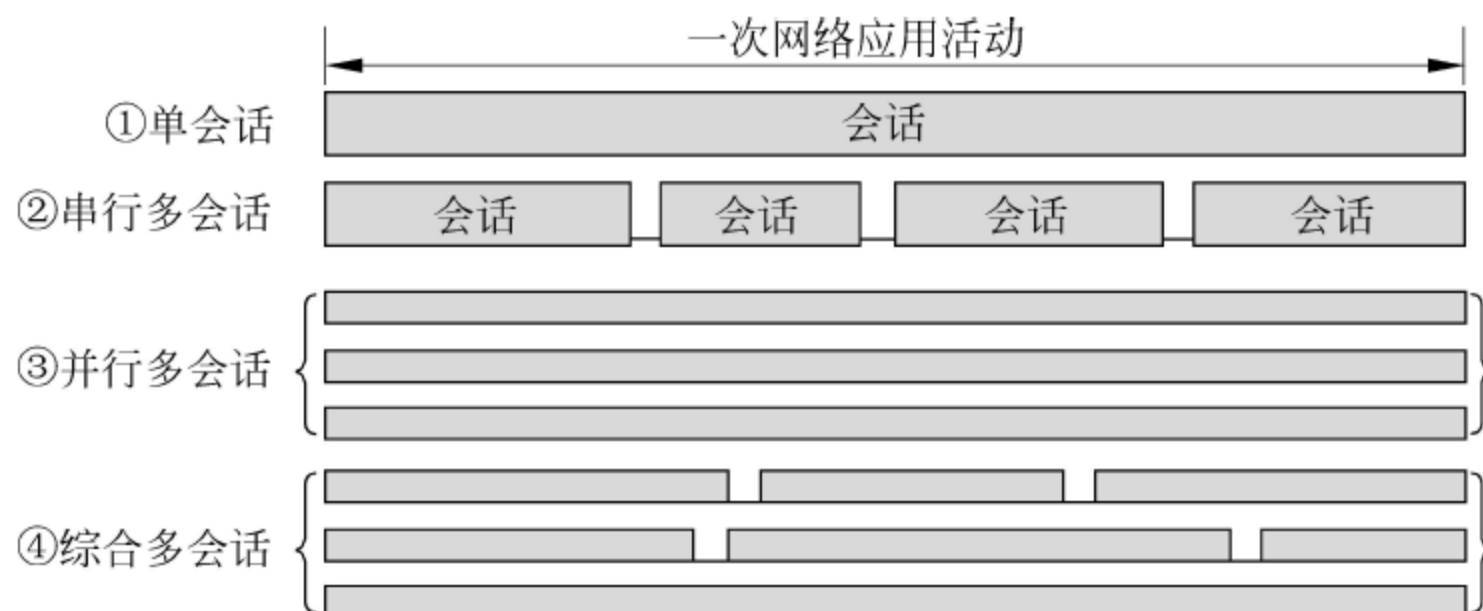 一次网络应用活动
①单会话
会话
②串行多会话
会话 会话 会话 会话
③并行多会话
④综合多会话